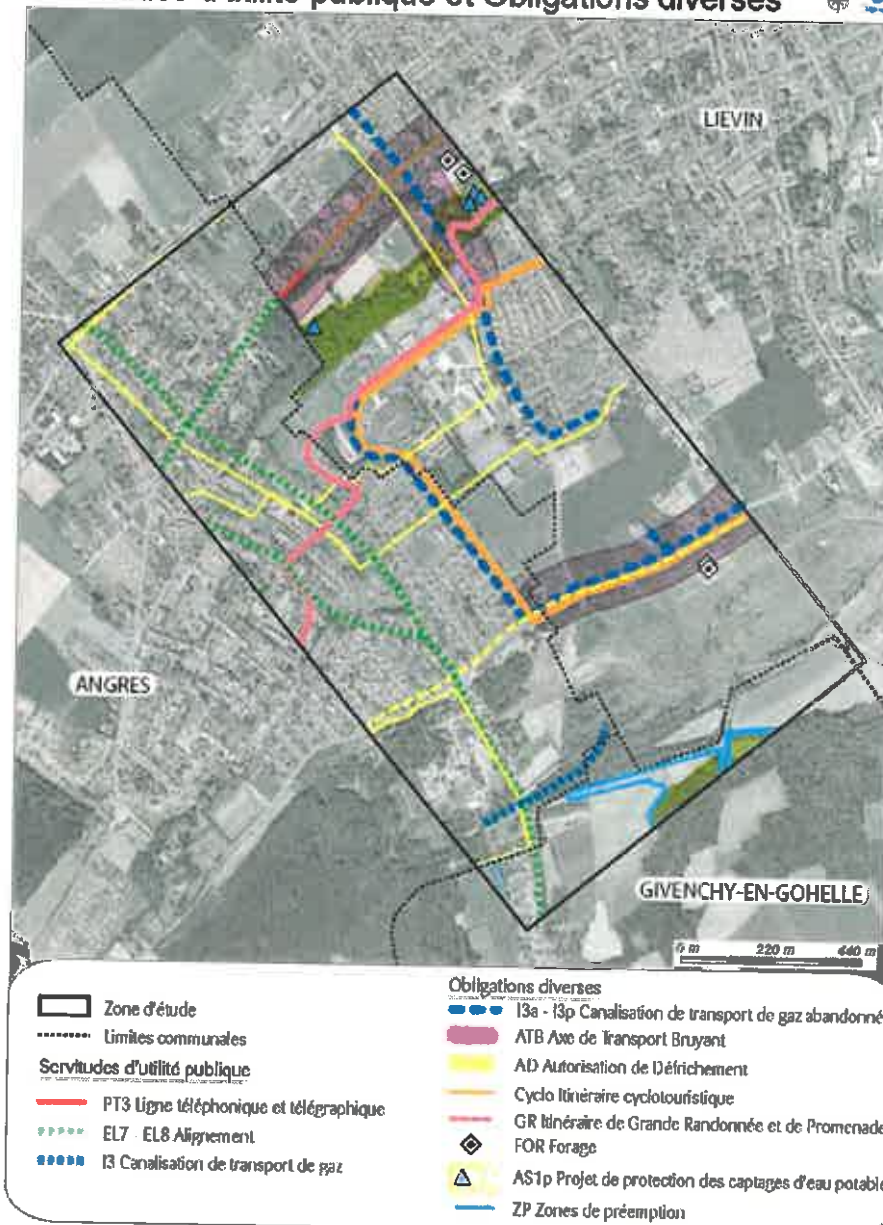 d'utilité publique et Obligations diverses
LIEVIN
ANGRES
GIVENCHY-EN-GOHELLE
0 m 220 m 440 m
Zone d'étude
Limites communales
Servitudes d'utilité publique
PT3 Ligne téléphonique et télégraphique
EL7 - EL8 Alignement
I3 Canalisation de transport de gaz
Obligations diverses
I3a - I3p Canalisation de transport de gaz abandonné
ATB Axe de Transport Bruyant
AD Autorisation de Défrichement
Cyclo Itinéraire cyclotouristique
GR Itinéraire de Grande Randonnée et de Promenade
FOR Forage
AS1p Projet de protection des captages d'eau potable
ZP Zones de préemption